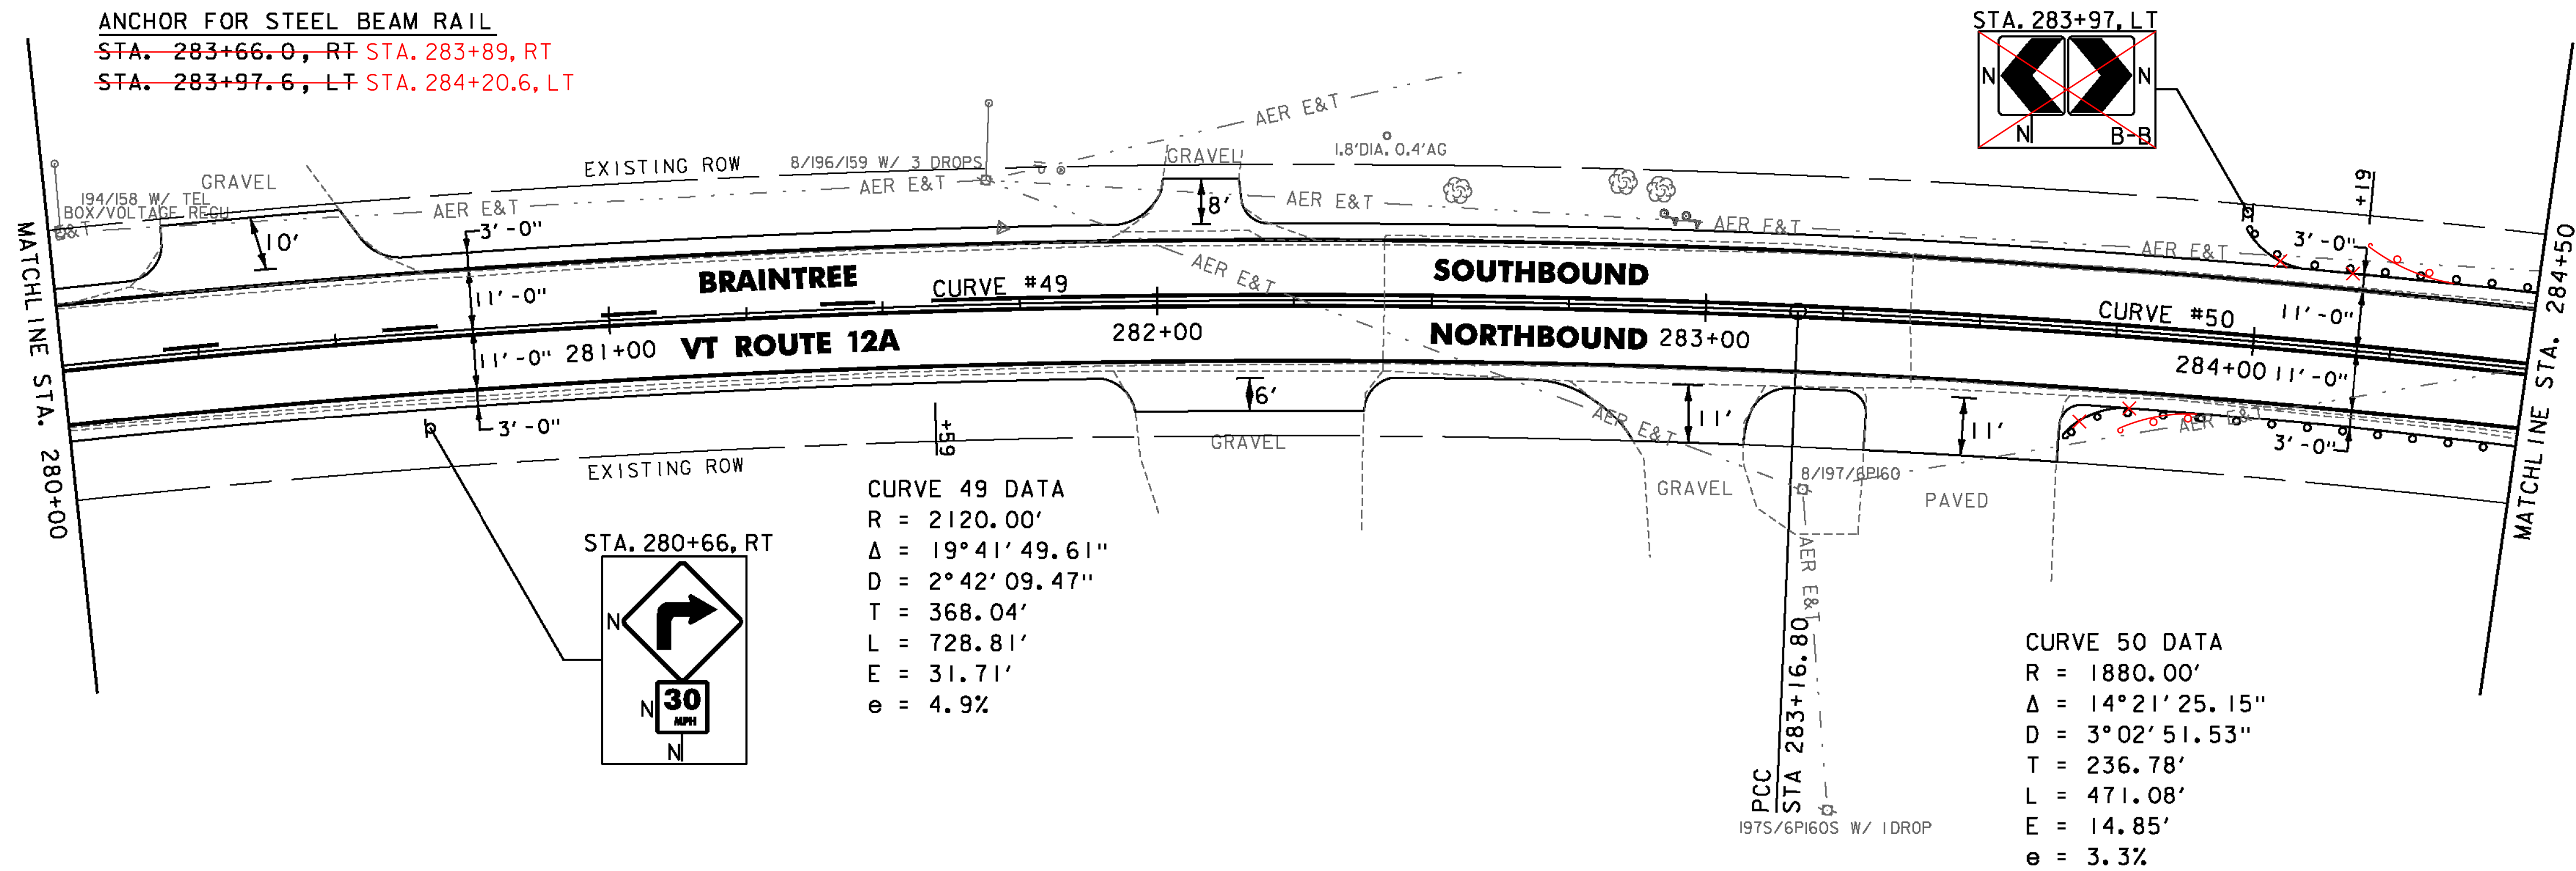 ANCHOR FOR STEEL BEAM RAIL
STA. 283+66.0, RT STA. 283+89, RT
STA. 283+97.6, LT STA. 284+20.6, LT
STA. 283+97, LT
N N
N B-B
AER E&T
EXISTING ROW
8/196/159 W/ 3 DROPS
GRAVEL
1.8'DIA. 0.4'AG
GRAVEL
194/158 W/ TEL
BOX/VOLTAGE REGU
E&T
AER E&T
AER E&T
AER E&T
AER E&T
AER E&T
+19
10'
8'
3'-0"
3'-0"
MATCHLINE STA. 280+00
MATCHLINE STA. 284+50
BRAINTREE
SOUTHBOUND
AER E&T
CURVE #49
CURVE #50
11'-0"
11'-0"
11'-0" 281+00 VT ROUTE 12A
282+00
NORTHBOUND 283+00
284+00 11'-0"
3'-0"
6'
11'
11'
AER E&T
AER E&T
3'-0"
+59
EXISTING ROW
GRAVEL
GRAVEL
8/197/6P160
PAVED
AER E&T
PCC
STA 283+16.80
197S/6P160S W/ 1DROP
STA. 280+66, RT
N
N 30
MPH
N
CURVE 49 DATA
R = 2120.00'
Δ = 19°41'49.61"
D = 2°42'09.47"
T = 368.04'
L = 728.81'
E = 31.71'
e = 4.9%
CURVE 50 DATA
R = 1880.00'
Δ = 14°21'25.15"
D = 3°02'51.53"
T = 236.78'
L = 471.08'
E = 14.85'
e = 3.3%